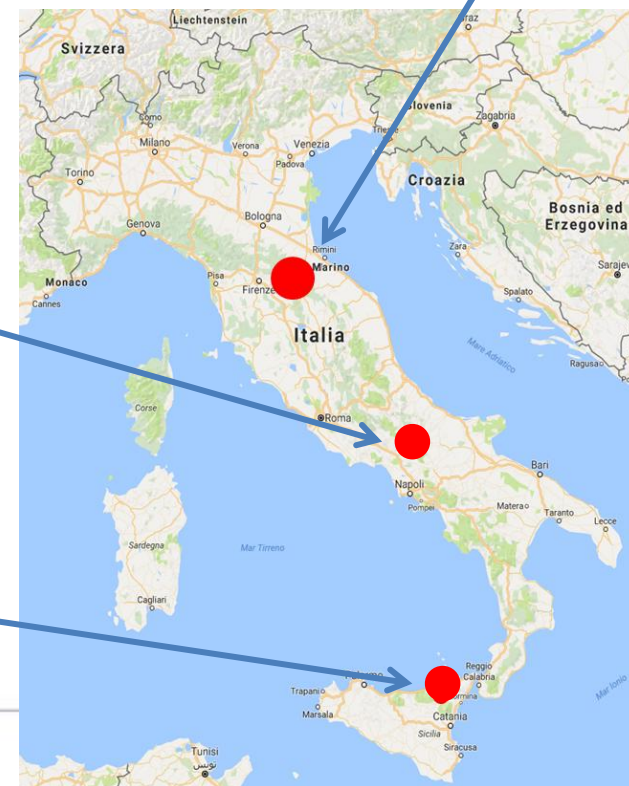 Liechtenstein
Svizzera
Slovenia
Zagabria
Como
Milano
Verona
Venezia
Padova
Torino
Croazia
Bologna
Genova
Bosnia ed
Erzegovina
Rimini
Marino
Zara
Sarajev
Monaco
Pisa
Firenze
Spalato
Cannes
Italia
Mare Adriatico
Ragusa
Corse
Roma
Bari
Napoli
Pompei
Matera
Taranto
Lecce
Sardegna
Mar Tirreno
Cagliari
Reggio
Calabria
Trapani
Mar Ionio
Marsala
Catania
Sicilia
Siracusa
Tunisi
تونس